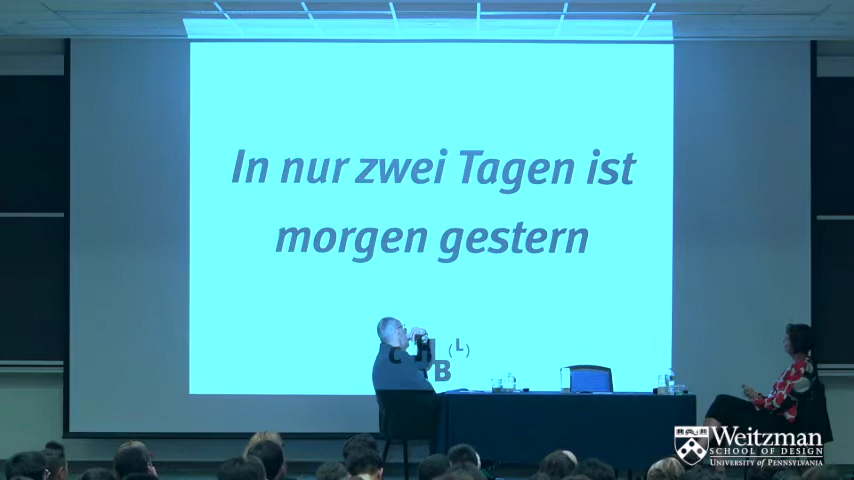 In nur zwei Tagen ist
morgen gestern
C H (L)
B
Weitzman
SCHOOL OF DESIGN
UNIVERSITY OF PENNSYLVANIA